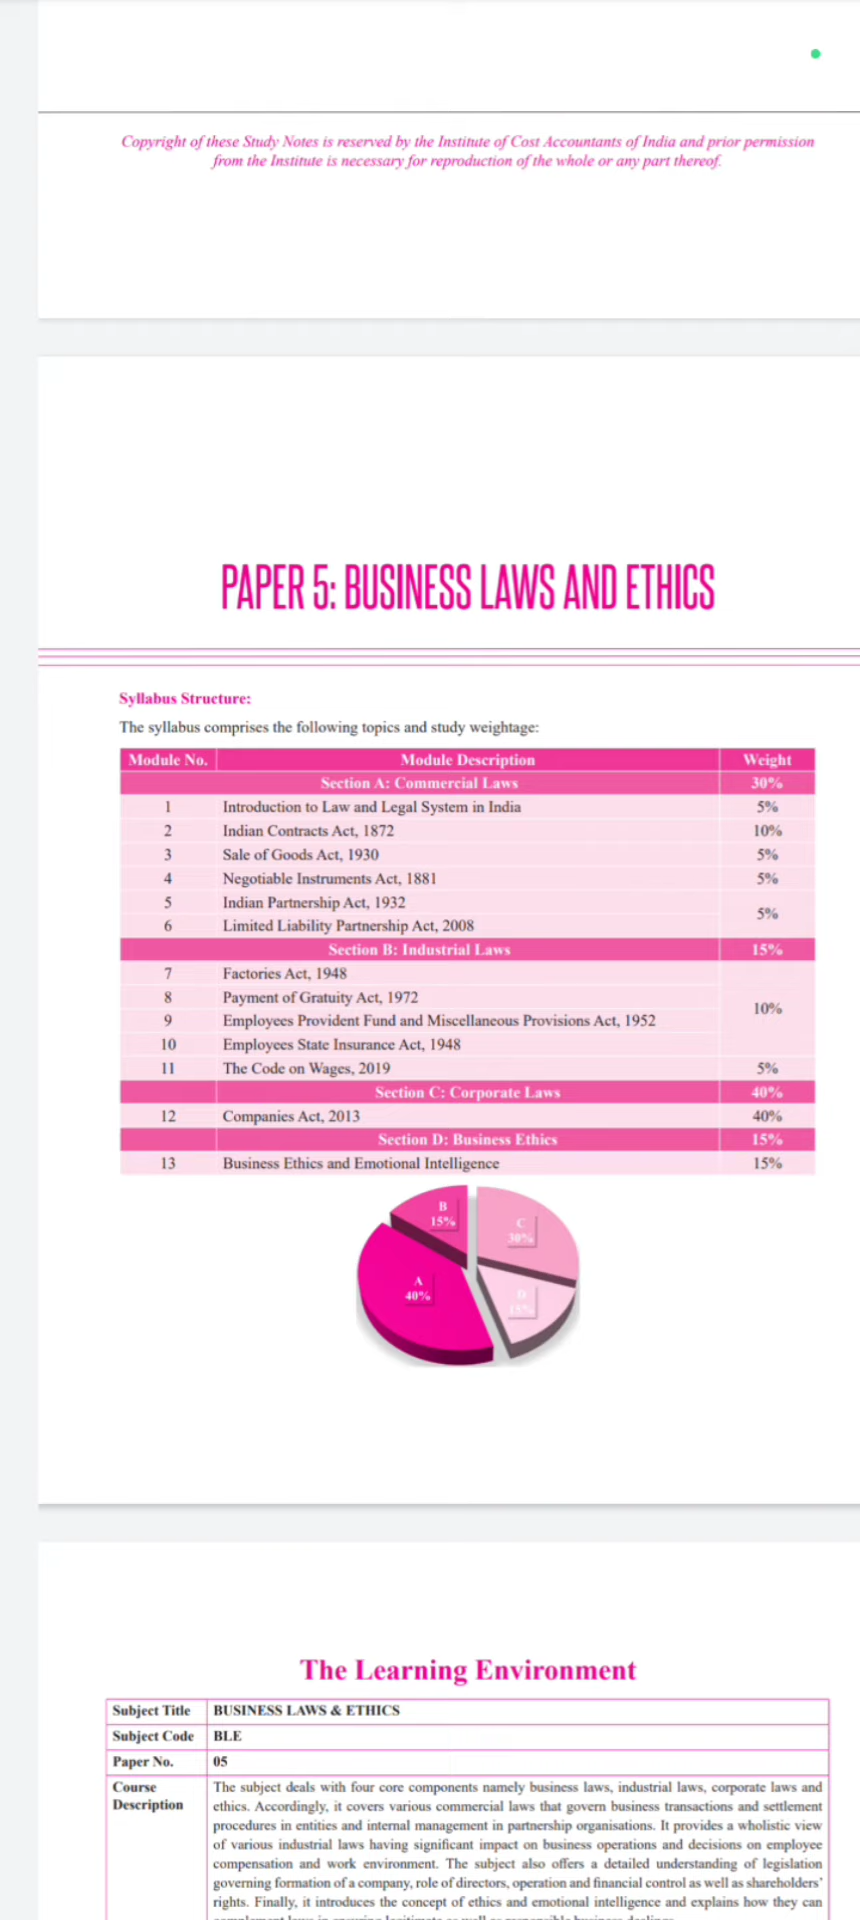 Copyright of these Study Notes is reserved by the Institute of Cost Accountants of India and prior permission
from the Institute is necessary for reproduction of the whole or any part thereof.
PAPER 5: BUSINESS LAWS AND ETHICS
Syllabus Structure:
The syllabus comprises the following topics and study weightage:
Module No. Module Description Weight
Section A: Commercial Laws 30%
1 Introduction to Law and Legal System in India 5%
2 Indian Contracts Act, 1872 10%
3 Sale of Goods Act, 1930 5%
4 Negotiable Instruments Act, 1881 5%
5 Indian Partnership Act, 1932
5%
6 Limited Liability Partnership Act, 2008
Section B: Industrial Laws 15%
7 Factories Act, 1948
8 Payment of Gratuity Act, 1972
10%
9 Employees Provident Fund and Miscellaneous Provisions Act, 1952
10 Employees State Insurance Act, 1948
11 The Code on Wages, 2019 5%
Section C: Corporate Laws 40%
12 Companies Act, 2013 40%
Section D: Business Ethics 15%
13 Business Ethics and Emotional Intelligence 15%
B
15%
C
30%
A
40%
D
15%
The Learning Environment
Subject Title BUSINESS LAWS & ETHICS
Subject Code BLE
Paper No. 05
Course The subject deals with four core components namely business laws, industrial laws, corporate laws and
Description ethics. Accordingly, it covers various commercial laws that govern business transactions and settlement
procedures in entities and internal management in partnership organisations. It provides a wholistic view
of various industrial laws having significant impact on business operations and decisions on employee
compensation and work environment. The subject also offers a detailed understanding of legislation
governing formation of a company, role of directors, operation and financial control as well as shareholders'
rights. Finally, it introduces the concept of ethics and emotional intelligence and explains how they can